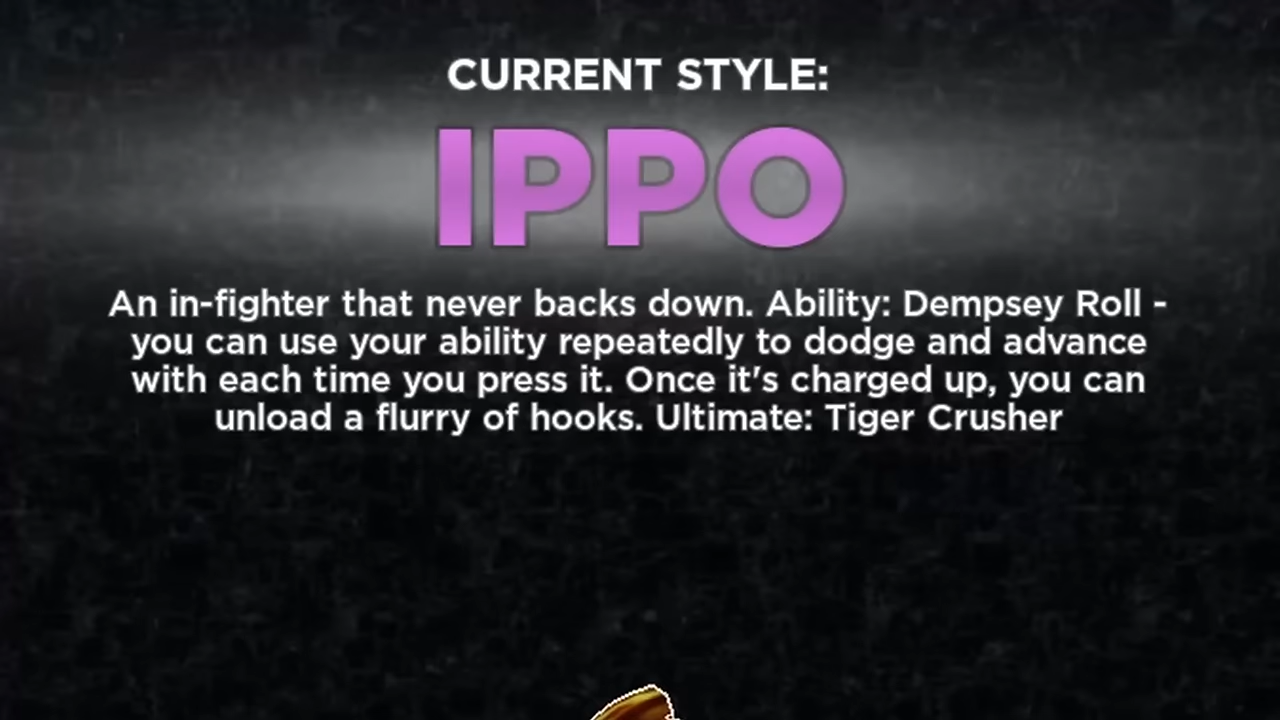 CURRENT STYLE:
IPPO
An in-fighter that never backs down. Ability: Dempsey Roll -
you can use your ability repeatedly to dodge and advance
with each time you press it. Once it's charged up, you can
unload a flurry of hooks. Ultimate: Tiger Crusher